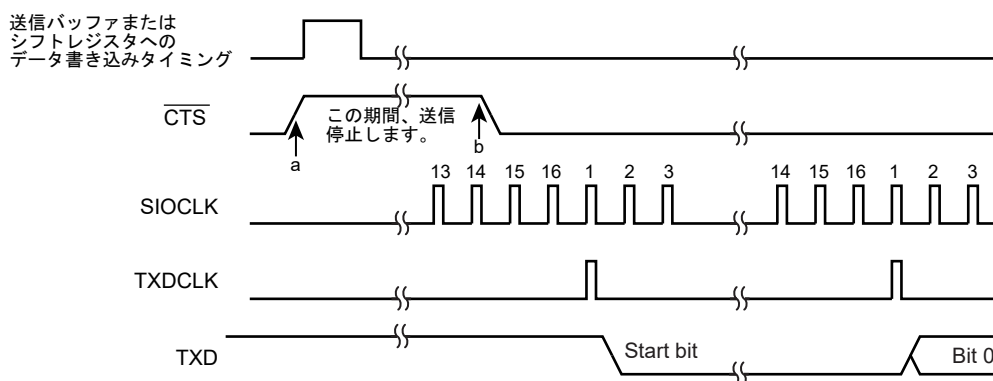 送信バッファまたは
シフトレジスタへの
データ書き込みタイミング
CTS
この期間、送信
停止します。
a
b
13 14 15 16 1 2 3 14 15 16 1 2 3
SIOCLK
TXDCLK
TXD
Start bit
Bit 0